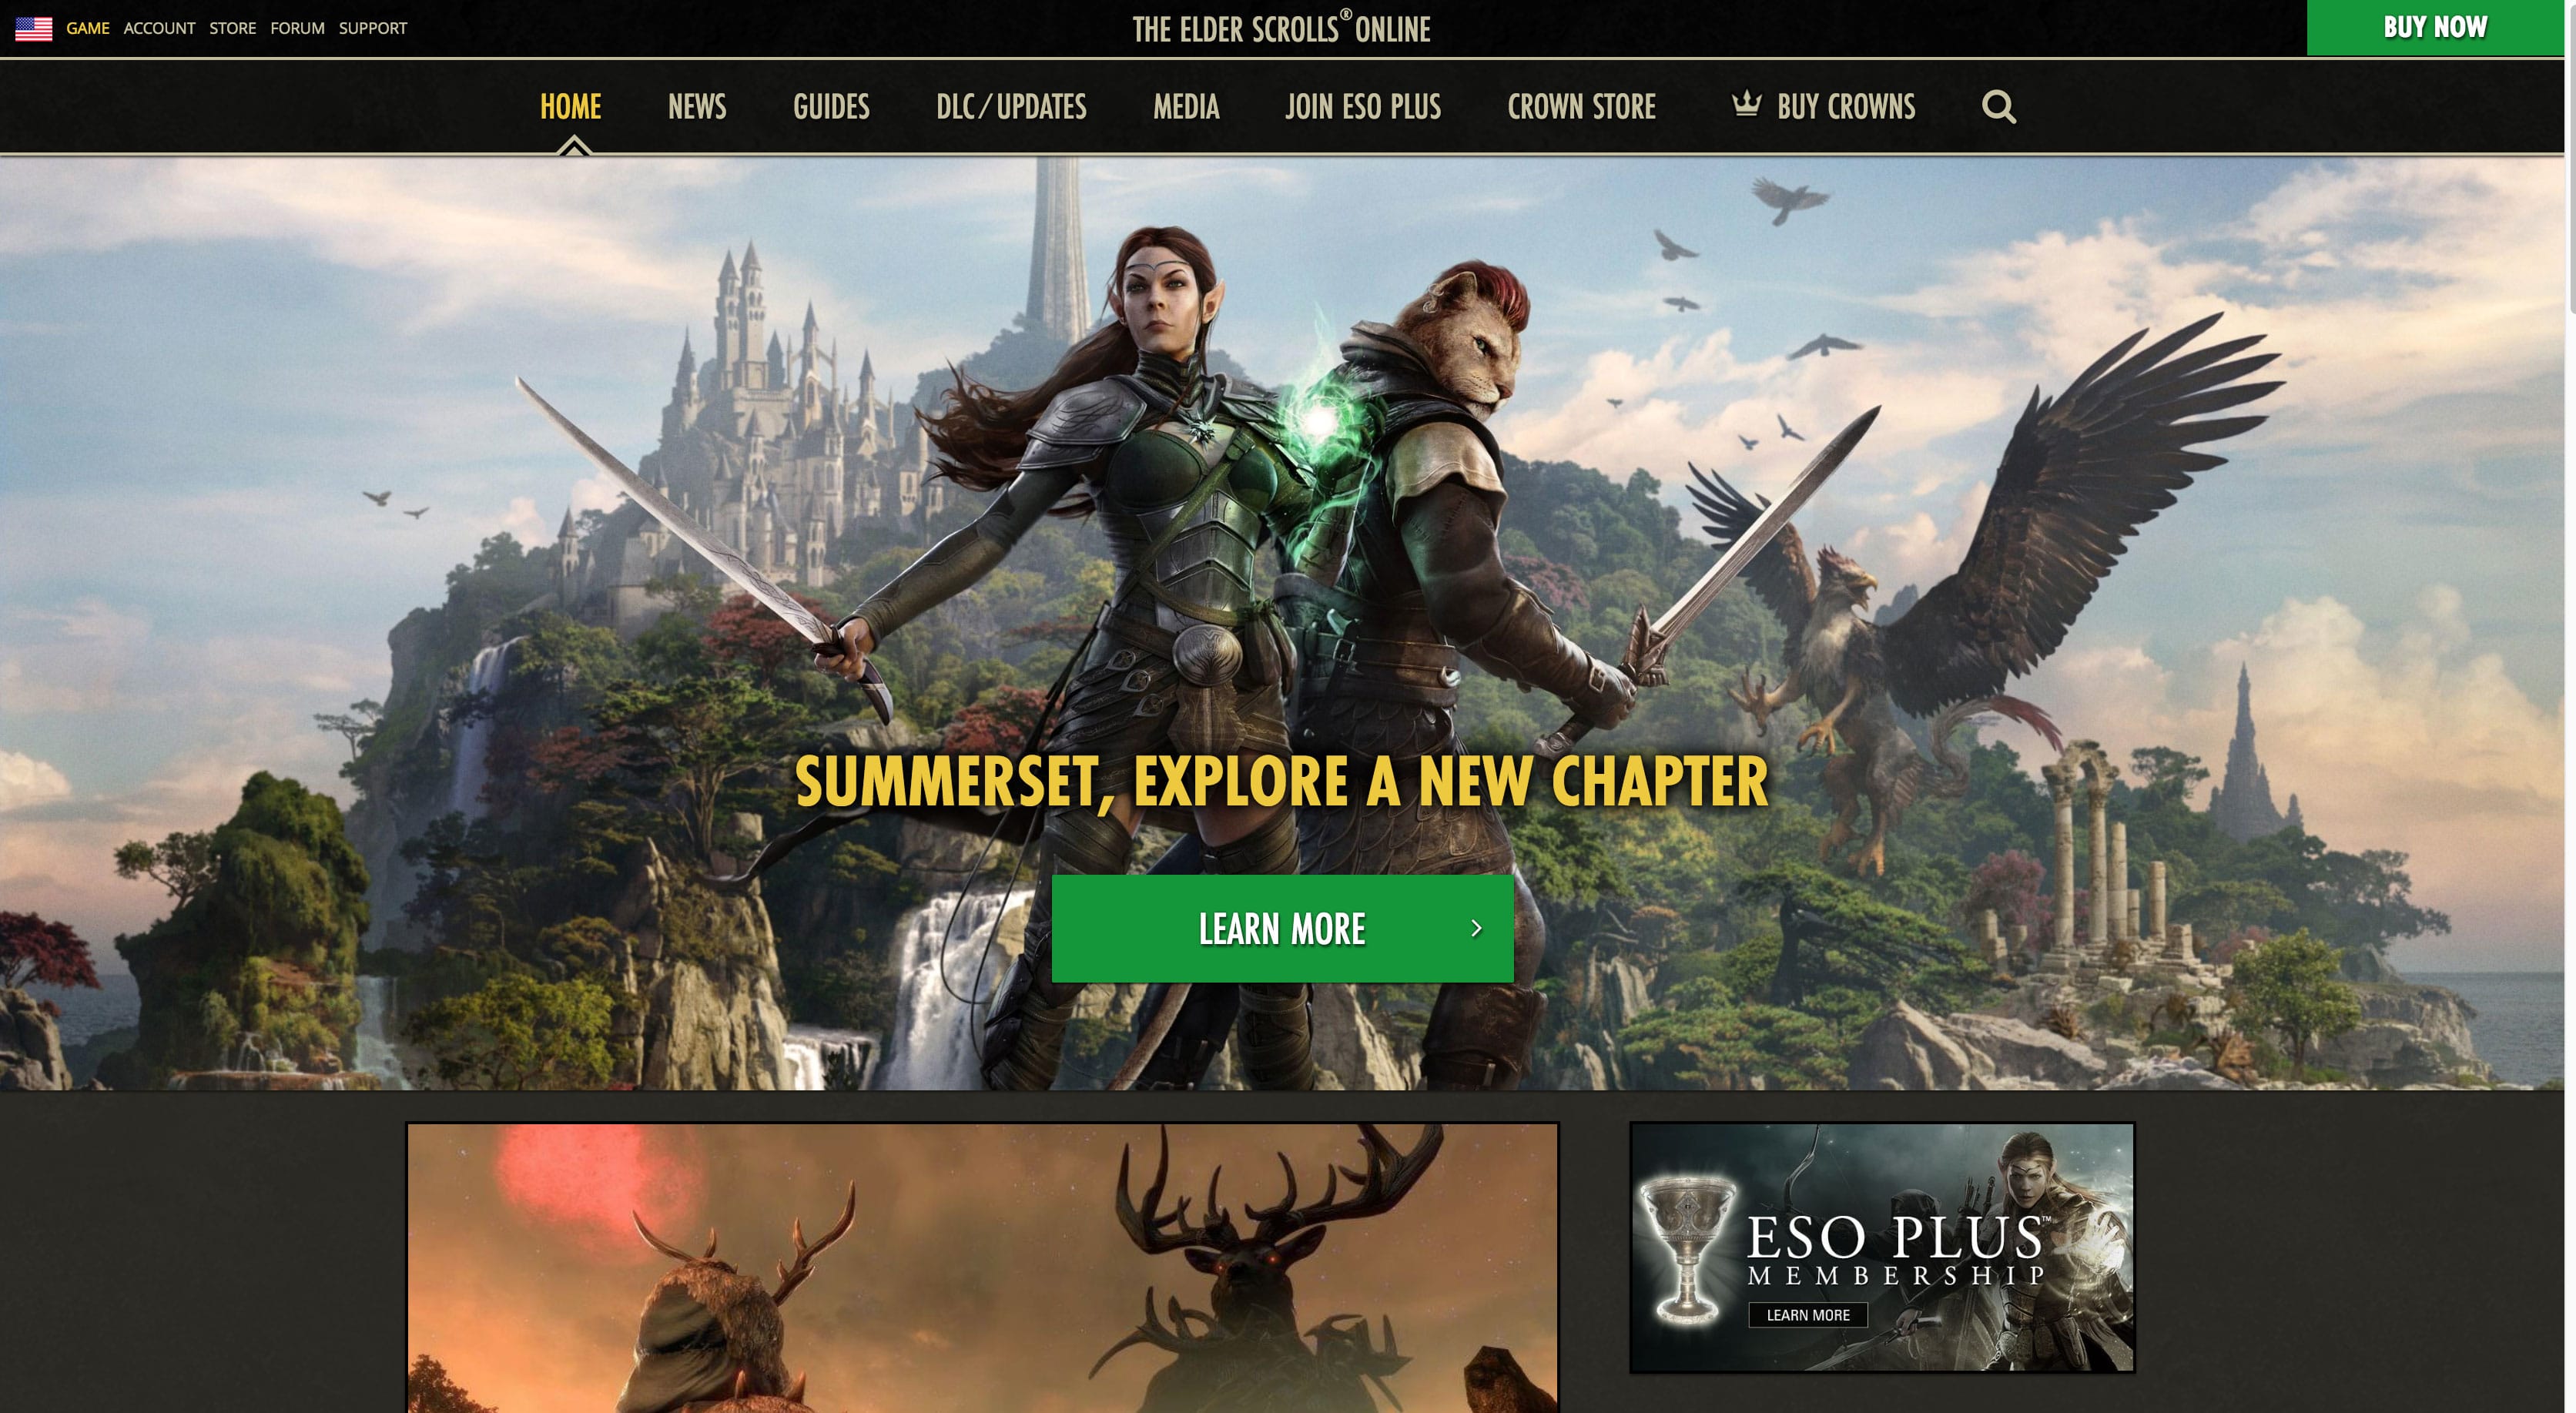 GAME ACCOUNT STORE FORUM SUPPORT
THE ELDER SCROLLS® ONLINE
BUY NOW
HOME NEWS GUIDES DLC/UPDATES MEDIA JOIN ESO PLUS CROWN STORE BUY CROWNS
SUMMERSET, EXPLORE A NEW CHAPTER
LEARN MORE
ESO PLUS™
MEMBERSHIP
LEARN MORE